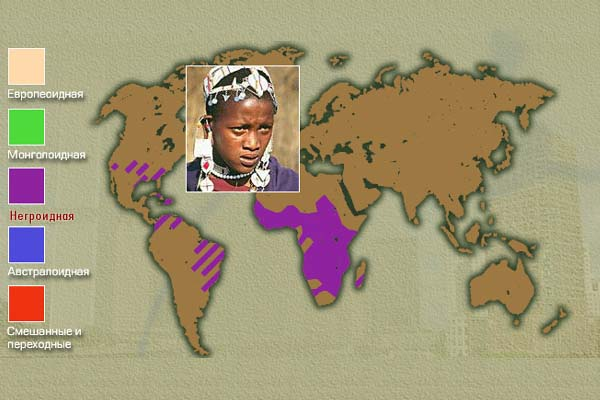 Европеоидная
Монголоидная
Негроидная
Австралоидная
Смешанные и
переходные